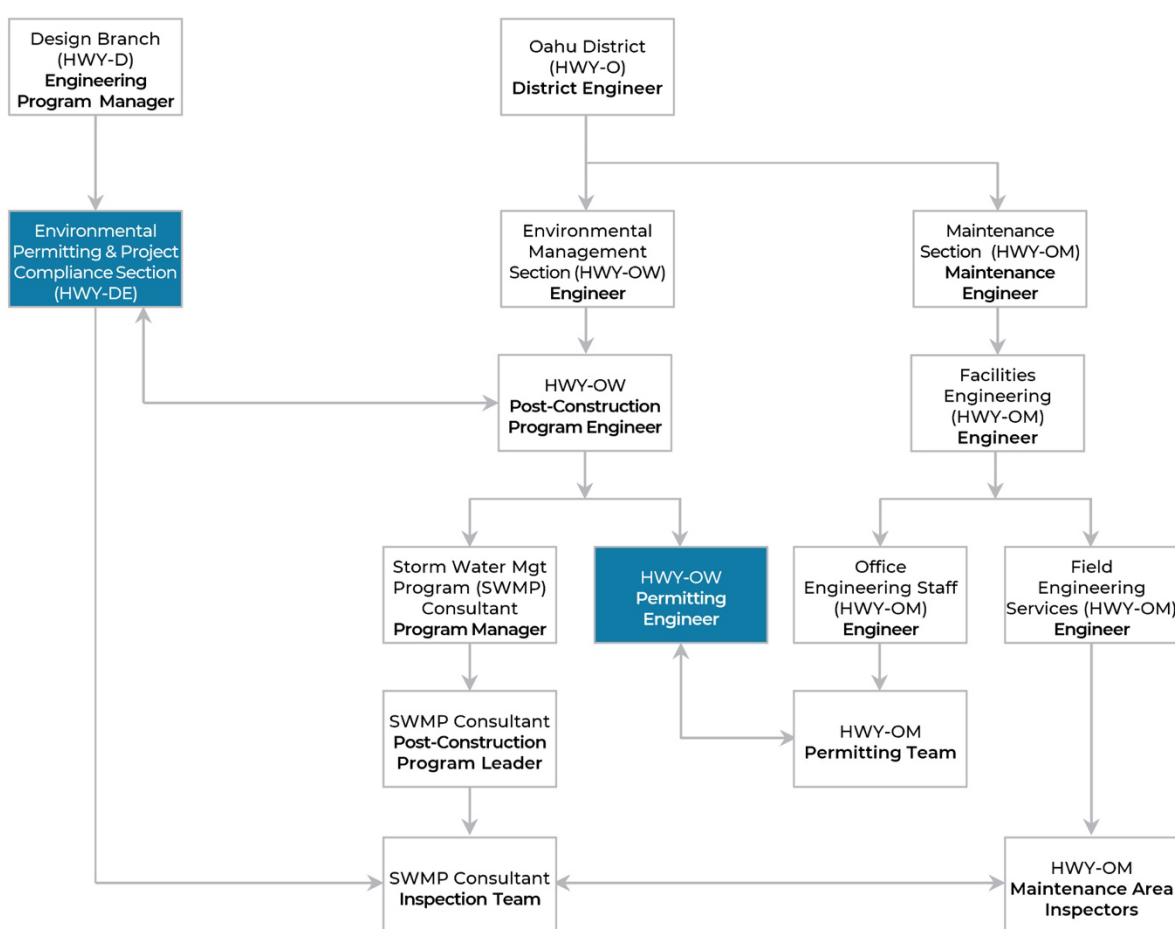 Design Branch
(HWY-D)
Engineering
Program Manager
Oahu District
(HWY-O)
District Engineer
Environmental
Permitting & Project
Compliance Section
(HWY-DE)
Environmental
Management
Section (HWY-OW)
Engineer
Maintenance
Section (HWY-OM)
Maintenance
Engineer
HWY-OW
Post-Construction
Program Engineer
Facilities
Engineering
(HWY-OM)
Engineer
Storm Water Mgt
Program (SWMP)
Consultant
Program Manager
HWY-OW
Permitting
Engineer
Office
Engineering Staff
(HWY-OM)
Engineer
Field
Engineering
Services (HWY-OM)
Engineer
SWMP Consultant
Post-Construction
Program Leader
HWY-OM
Permitting Team
SWMP Consultant
Inspection Team
HWY-OM
Maintenance Area
Inspectors